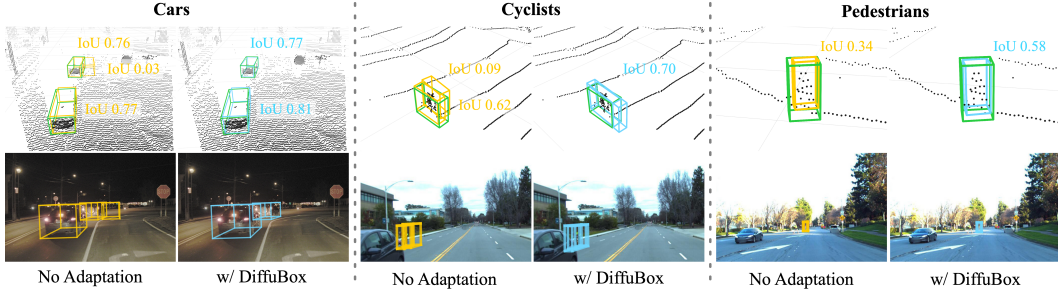 Cars
IoU 0.76
IoU 0.03
IoU 0.77
IoU 0.77
IoU 0.81
No Adaptation
w/ DiffuBox
Cyclists
IoU 0.09
IoU 0.62
IoU 0.70
No Adaptation
w/ DiffuBox
Pedestrians
IoU 0.34
IoU 0.58
No Adaptation
w/ DiffuBox